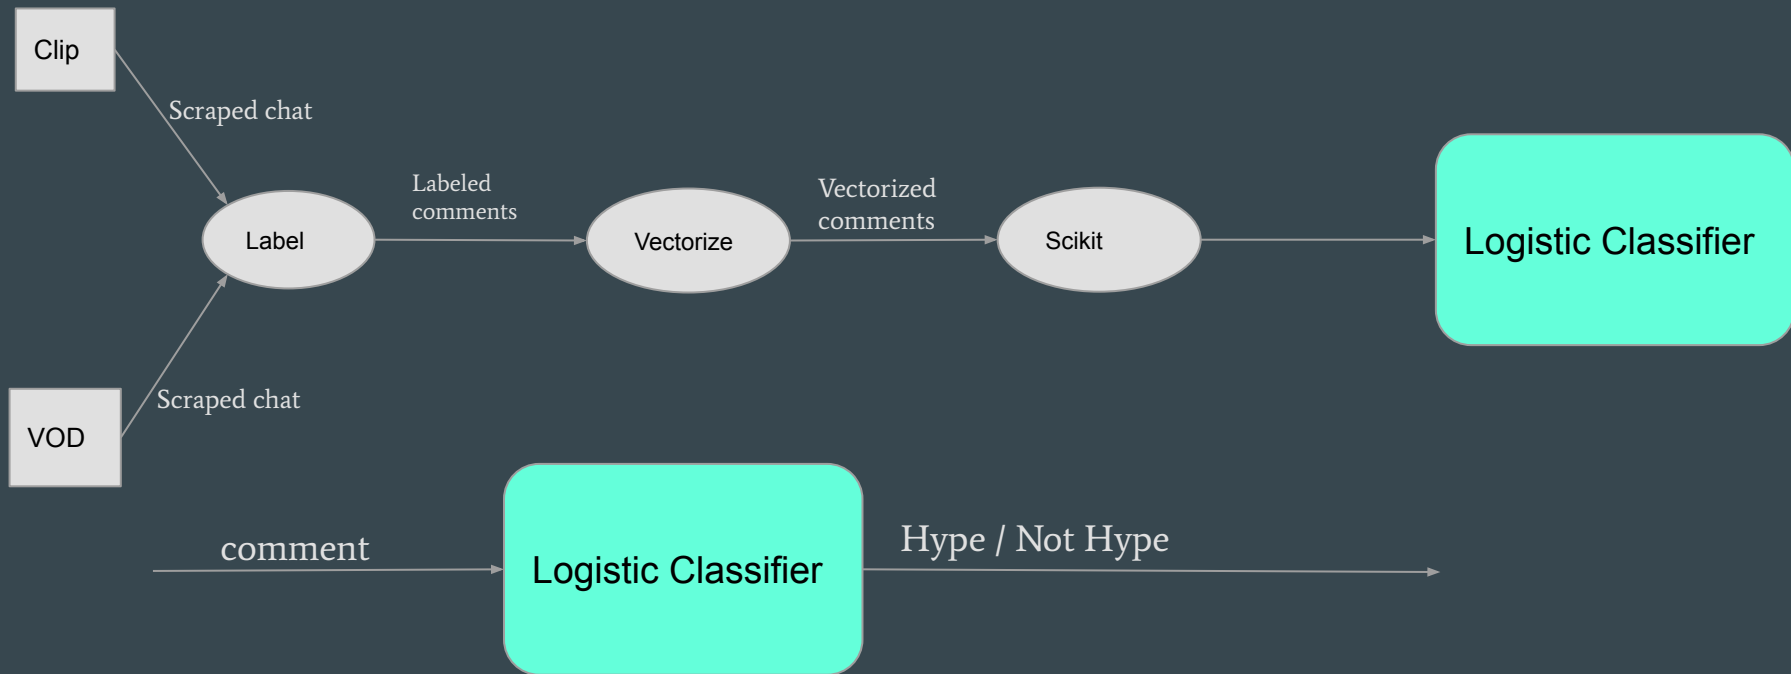 Clip
Scraped chat
Label
Labeled
comments
Vectorize
Vectorized
comments
Scikit
Logistic Classifier
Scraped chat
VOD
comment
Logistic Classifier
Hype / Not Hype